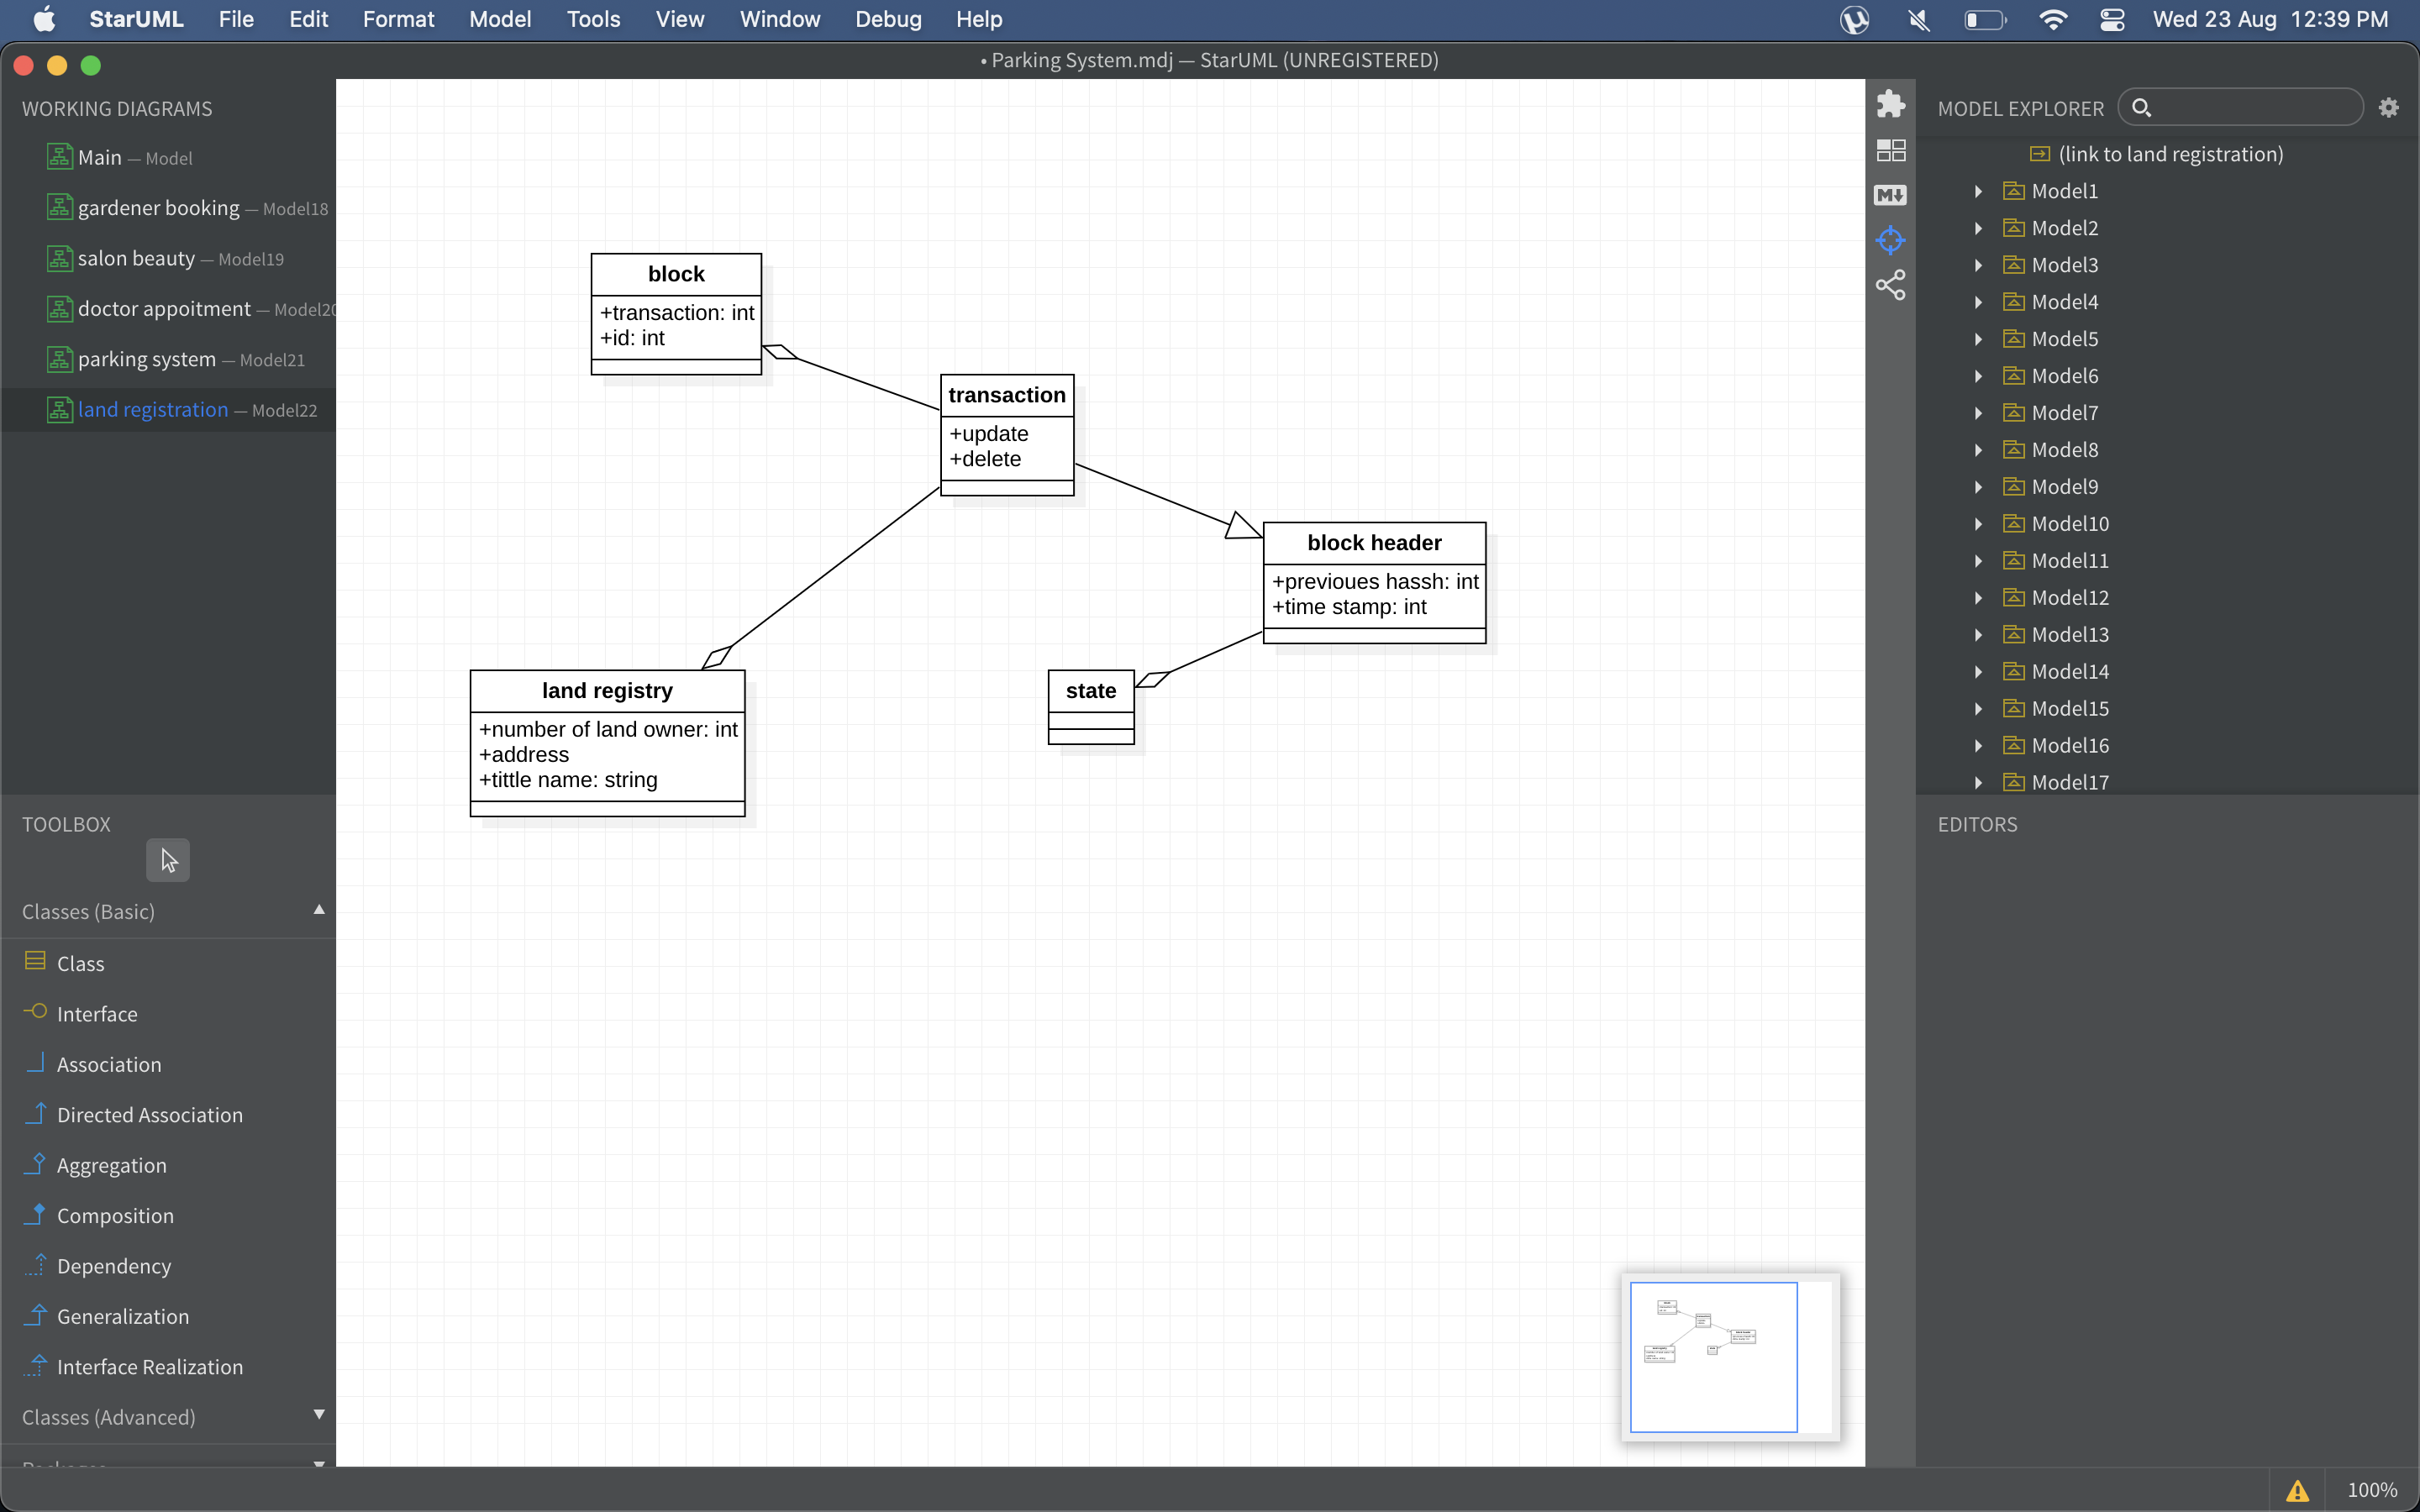 StarUML File Edit Format Model Tools View Window Debug Help Wed 23 Aug 12:39 PM
• Parking System.mdj — StarUML (UNREGISTERED)
WORKING DIAGRAMS
Main — Model
gardener booking — Model18
salon beauty — Model19
doctor appoitment — Model20
parking system — Model21
land registration — Model22
TOOLBOX
Classes (Basic)
Class
Interface
Association
Directed Association
Aggregation
Composition
Dependency
Generalization
Interface Realization
Classes (Advanced)
block
+transaction: int
+id: int
transaction
+update
+delete
block header
+previoues hassh: int
+time stamp: int
land registry
+number of land owner: int
+address
+tittle name: string
state
MODEL EXPLORER
(link to land registration)
Model1
Model2
Model3
Model4
Model5
Model6
Model7
Model8
Model9
Model10
Model11
Model12
Model13
Model14
Model15
Model16
Model17
EDITORS
100%